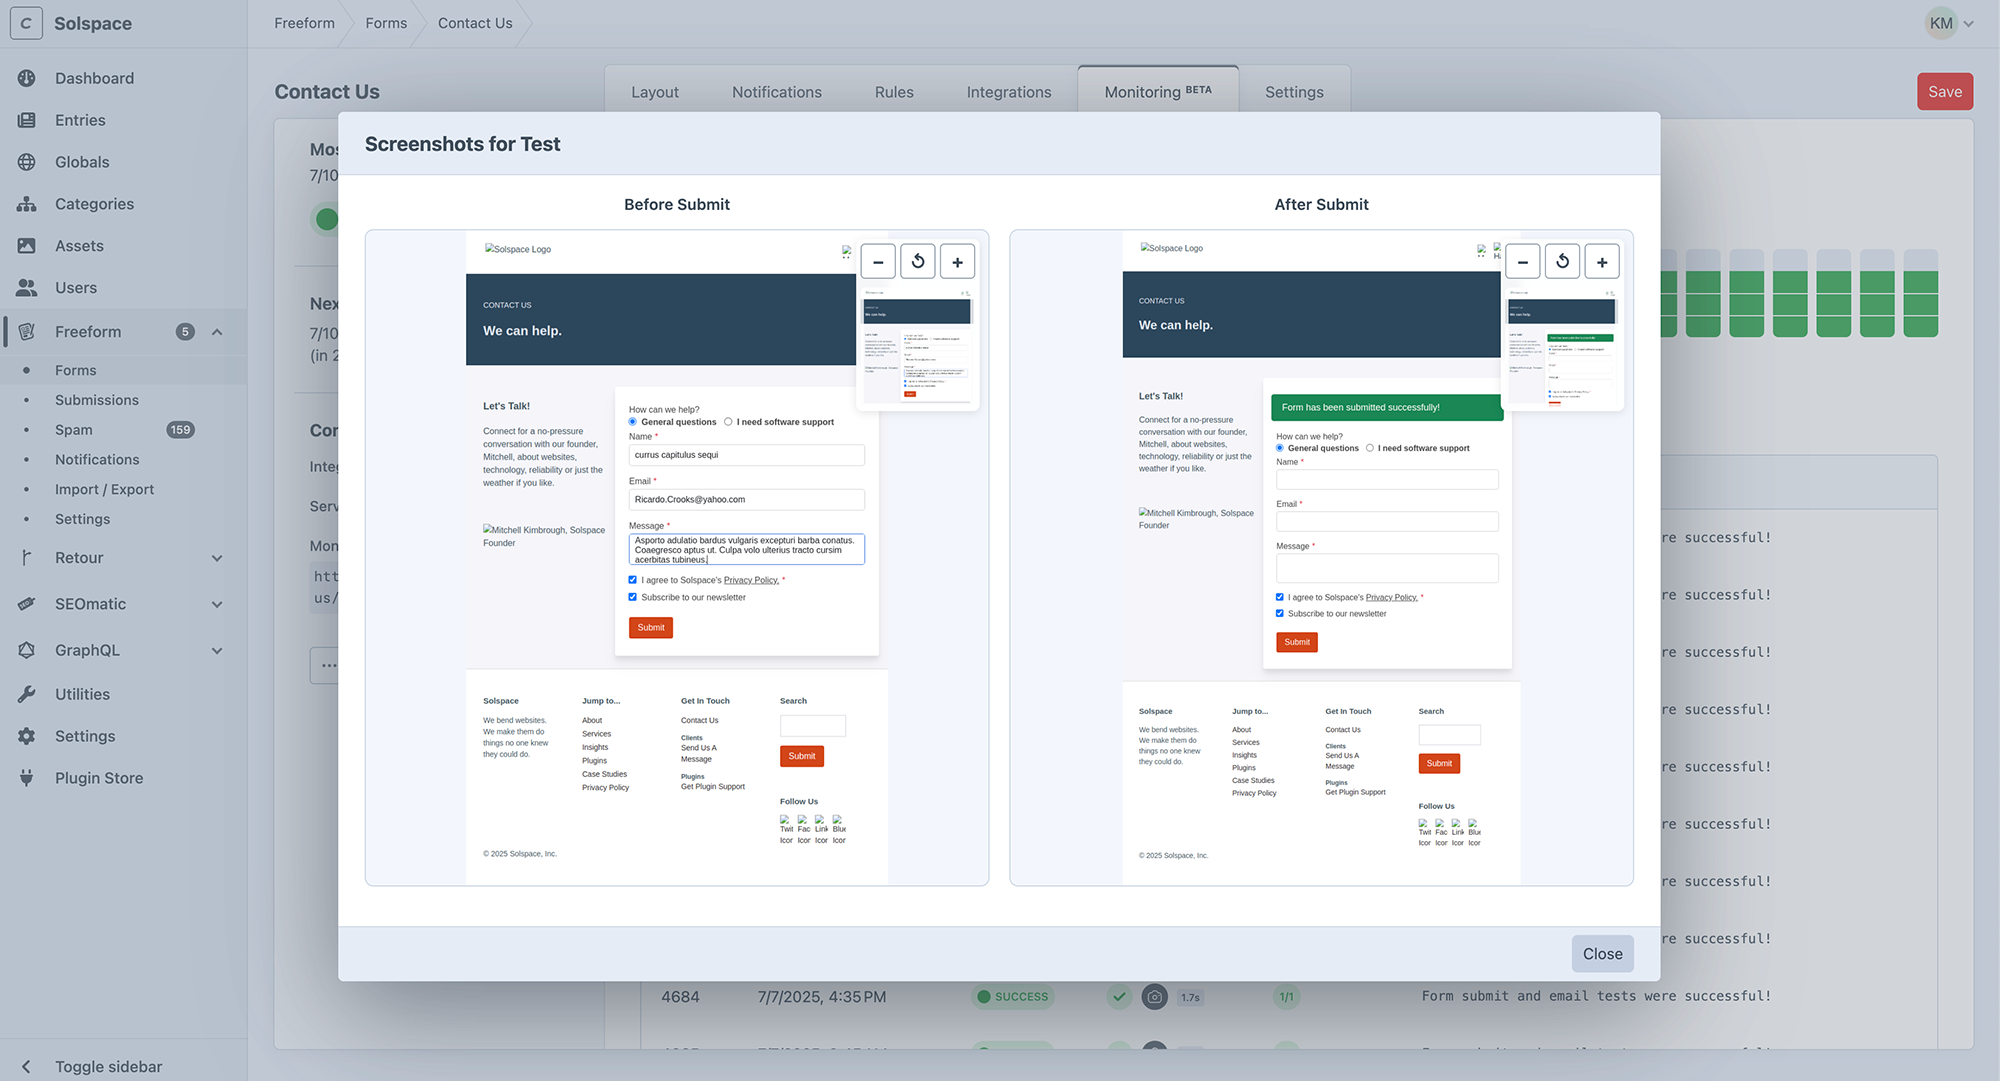 C Solspace
Freeform
Forms
Contact Us
KM
Dashboard
Entries
Globals
Categories
Assets
Users
Freeform 5
Forms
Submissions
Spam 159
Notifications
Import / Export
Settings
Retour
SEOmatic
GraphQL
Utilities
Settings
Plugin Store
Toggle sidebar
Contact Us
Layout
Notifications
Rules
Integrations
Monitoring BETA
Settings
Save
7/10
7/10
http
us/
Screenshots for Test
Before Submit
Solspace Logo
CONTACT US
We can help.
Let's Talk!
Connect for a no-pressure
conversation with our founder,
Mitchell, about websites,
technology, reliability or just the
weather if you like.
Mitchell Kimbrough, Solspace
Founder
How can we help?
General questions I need software support
Name *
currus capitulus sequi
Email *
Ricardo.Crooks@yahoo.com
Message *
Asporto adulatio bardus vulgaris excepturi barba conatus.
Coaegresco aptus ut. Culpa volo ulterius tracto cursim
acerbitas tubineus.
I agree to Solspace's Privacy Policy. *
Subscribe to our newsletter
Submit
Solspace
We bend websites.
We make them do
things no one knew
they could do.
Jump to...
About
Services
Insights
Plugins
Case Studies
Privacy Policy
Get In Touch
Contact Us
Clients
Send Us A
Message
Plugins
Get Plugin Support
Search
Submit
Follow Us
Twit Fac Link Blue
Icor Icor Icor Icor
© 2025 Solspace, Inc.
After Submit
Solspace Logo
CONTACT US
We can help.
Let's Talk!
Connect for a no-pressure
conversation with our founder,
Mitchell, about websites,
technology, reliability or just the
weather if you like.
Mitchell Kimbrough, Solspace
Founder
Form has been submitted successfully!
How can we help?
General questions I need software support
Name *
Email *
Message *
I agree to Solspace's Privacy Policy. *
Subscribe to our newsletter
Submit
Solspace
We bend websites.
We make them do
things no one knew
they could do.
Jump to...
About
Services
Insights
Plugins
Case Studies
Privacy Policy
Get In Touch
Contact Us
Clients
Send Us A
Message
Plugins
Get Plugin Support
Search
Submit
Follow Us
Twit Fac Link Blue
Icor Icor Icor Icor
© 2025 Solspace, Inc.
Close
re successful!
re successful!
re successful!
re successful!
re successful!
re successful!
re successful!
re successful!
4684 7/7/2025, 4:35 PM SUCCESS 1.7s 1/1 Form submit and email tests were successful!